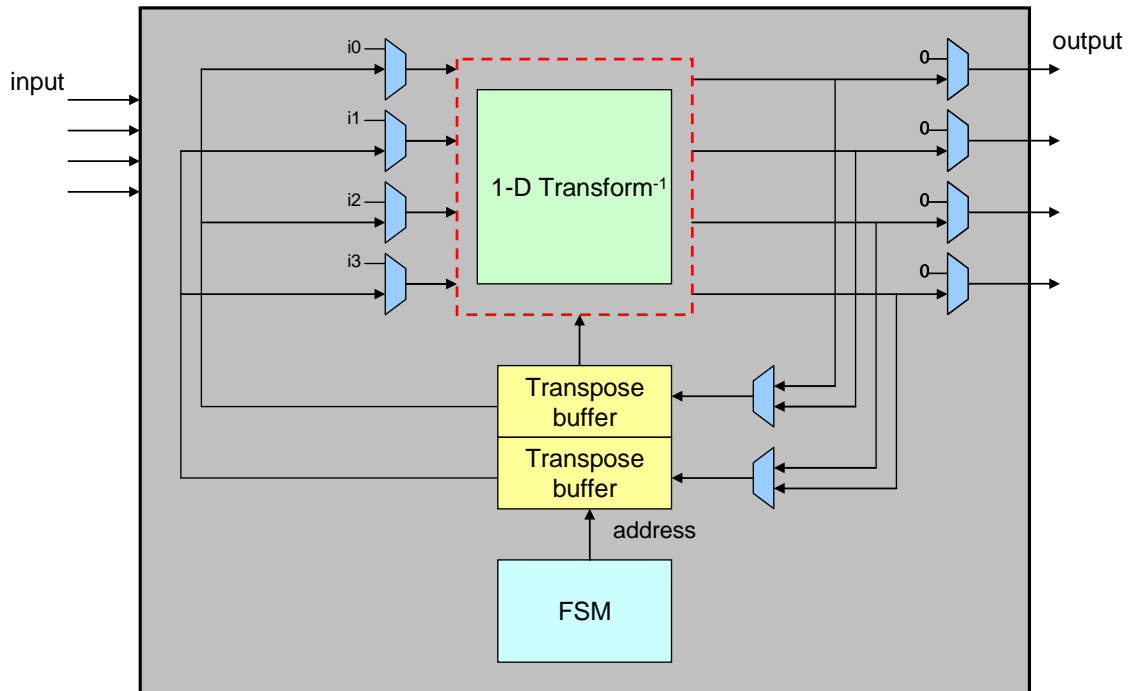 input
output
i0
i1
i2
i3
1-D Transform-1
0
0
0
0
Transpose
buffer
Transpose
buffer
address
FSM